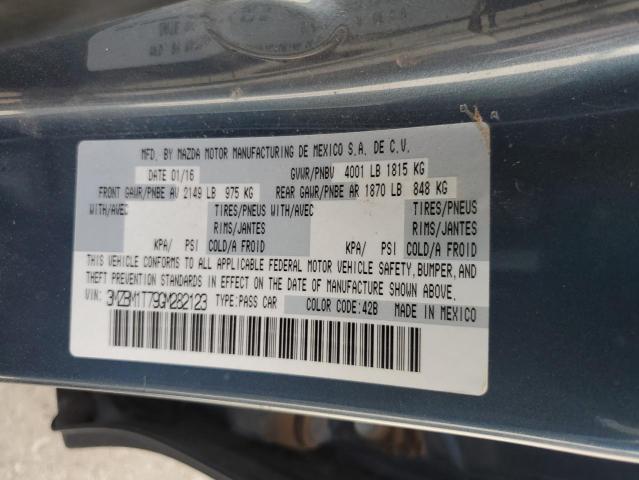 MFD. BY MAZDA MOTOR MANUFACTURING DE MEXICO S.A. DE C.V.
DATE 01/16 GVWR/PNBV 4001 LB 1815 KG
FRONT GAWR/PNBE AV 2149 LB 975 KG REAR GAWR/PNBE AR 1870 LB 848 KG
WITH/AVEC TIRES/PNEUS WITH/AVEC TIRES/PNEUS
RIMS/JANTES RIMS/JANTES
KPA/ PSI COLD/A FROID KPA/ PSI COLD/A FROID
THIS VEHICLE CONFORMS TO ALL APPLICABLE FEDERAL MOTOR VEHICLE SAFETY, BUMPER, AND
THEFT PREVENTION STANDARDS IN EFFECT ON THE DATE OF MANUFACTURE SHOWN ABOVE.
VIN: 3MZBM1T79GM282123 TYPE:PASS CAR COLOR CODE:42B MADE IN MEXICO